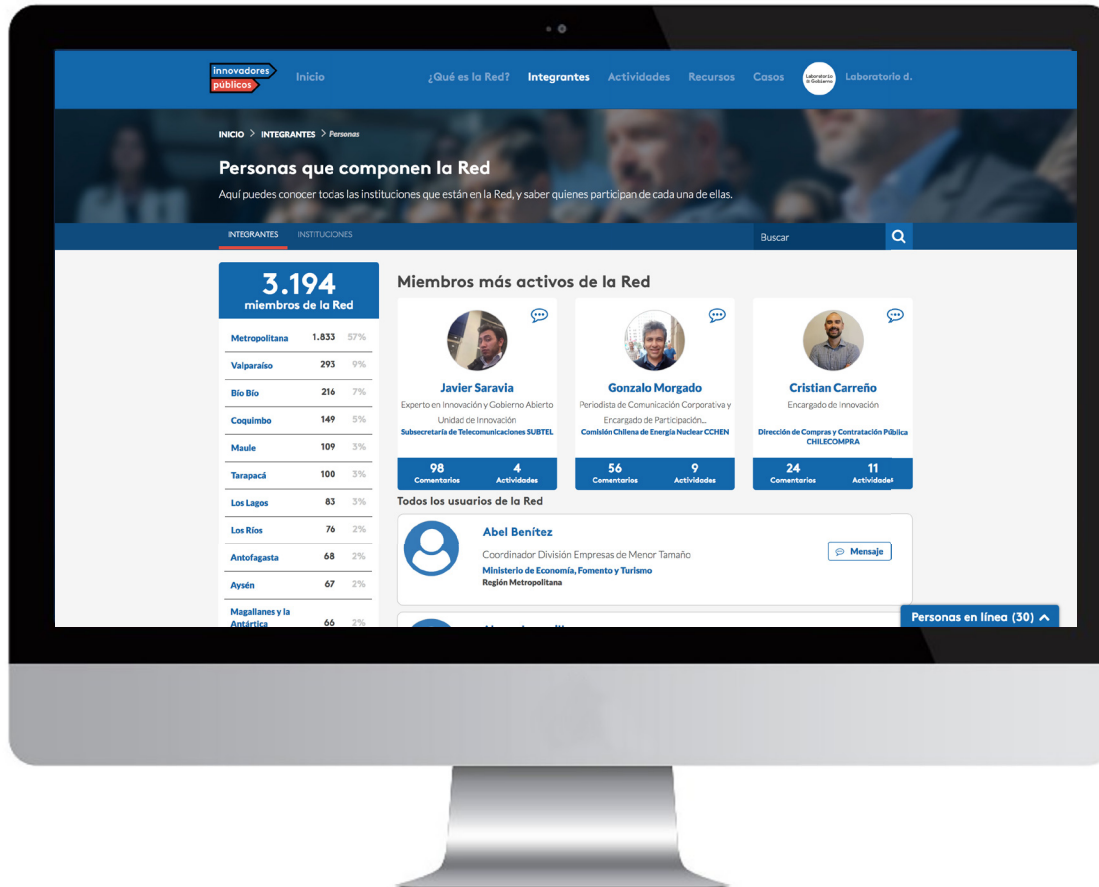 innovadores
públicos
Inicio
¿Qué es la Red?
Integrantes
Actividades
Recursos
Casos
Laboratorio
de Gobierno
Laboratorio d.
INICIO > INTEGRANTES > Personas
Personas que componen la Red
Aquí puedes conocer todas las instituciones que están en la Red, y saber quienes participan de cada una de ellas.
INTEGRANTES
INSTITUCIONES
Buscar
3.194
miembros de la Red
Metropolitana 1.833 57%
Valparaíso 293 9%
Bío Bío 216 7%
Coquimbo 149 5%
Maule 109 3%
Tarapacá 100 3%
Los Lagos 83 3%
Los Ríos 76 2%
Antofagasta 68 2%
Aysén 67 2%
Magallanes y la
Antártica 66 2%
Miembros más activos de la Red
Javier Saravia
Experto en Innovación y Gobierno Abierto
Unidad de Innovación
Subsecretaría de Telecomunicaciones SUBTEL
98 4
Comentarios Actividades
Gonzalo Morgado
Periodista de Comunicación Corporativa y
Encargado de Participación...
Comisión Chilena de Energía Nuclear CCHEN
56 9
Comentarios Actividades
Cristian Carreño
Encargado de Innovación
Dirección de Compras y Contratación Pública
CHILECOMPRA
24 11
Comentarios Actividades
Todos los usuarios de la Red
Abel Benítez
Coordinador División Empresas de Menor Tamaño
Ministerio de Economía, Fomento y Turismo
Región Metropolitana
Mensaje
Personas en línea (30)